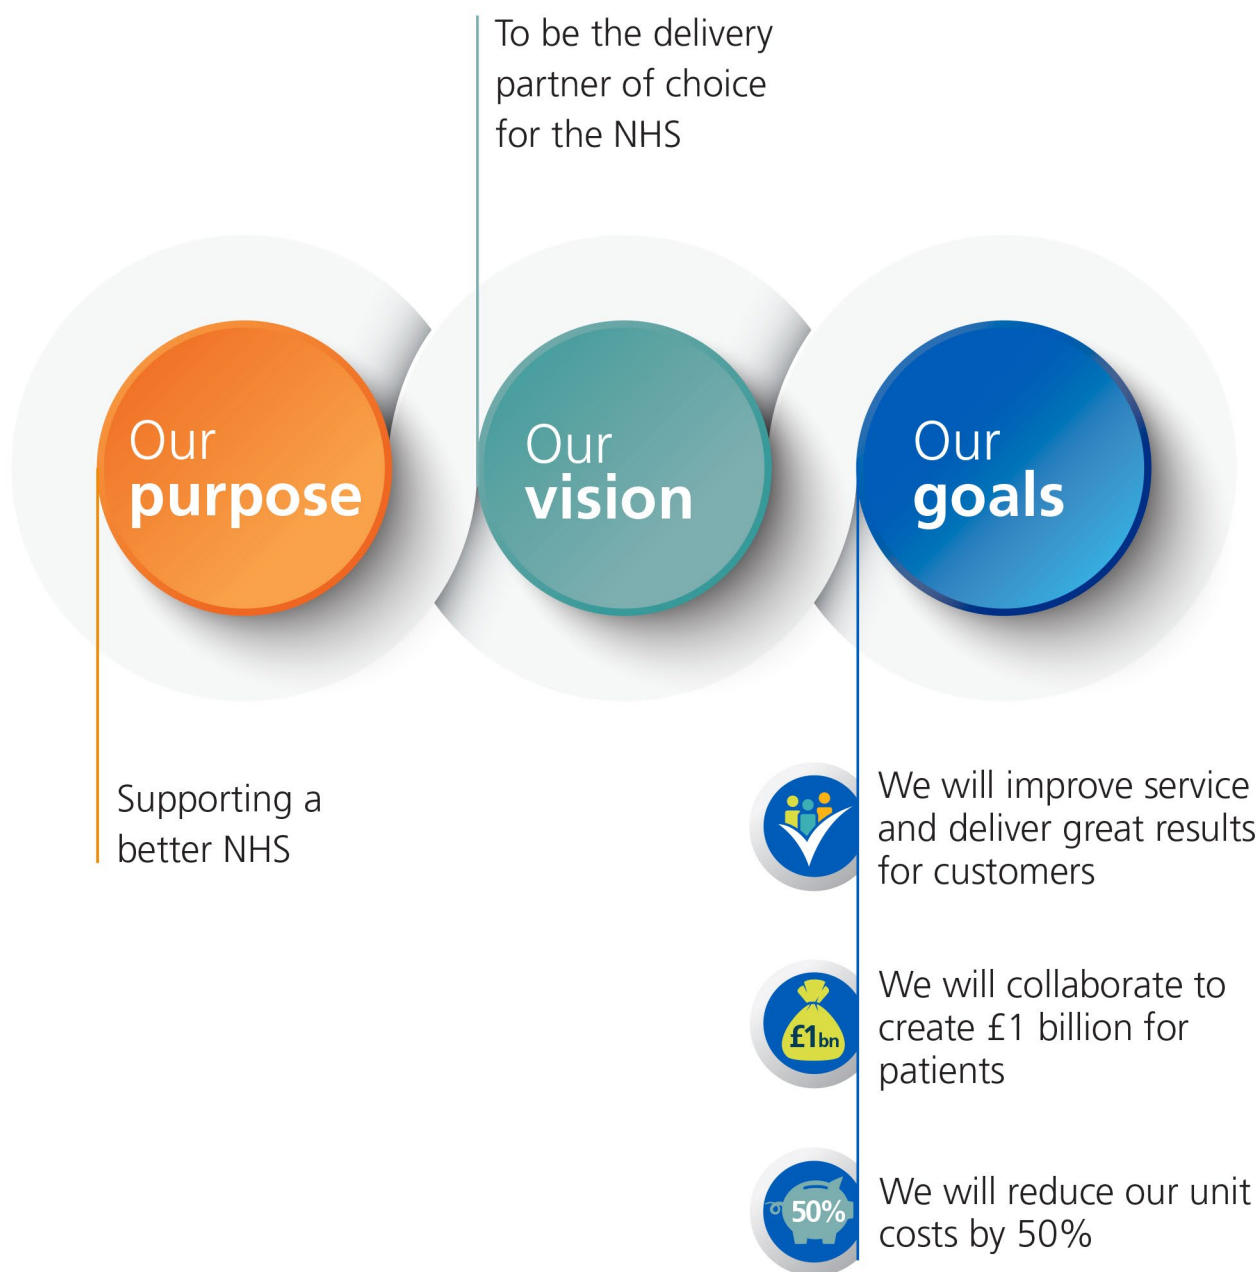 To be the delivery
partner of choice
for the NHS
Our
purpose
Our
vision
Our
goals
Supporting a
better NHS
We will improve service
and deliver great results
for customers
£1bn
We will collaborate to
create £1 billion for
patients
50%
We will reduce our unit
costs by 50%